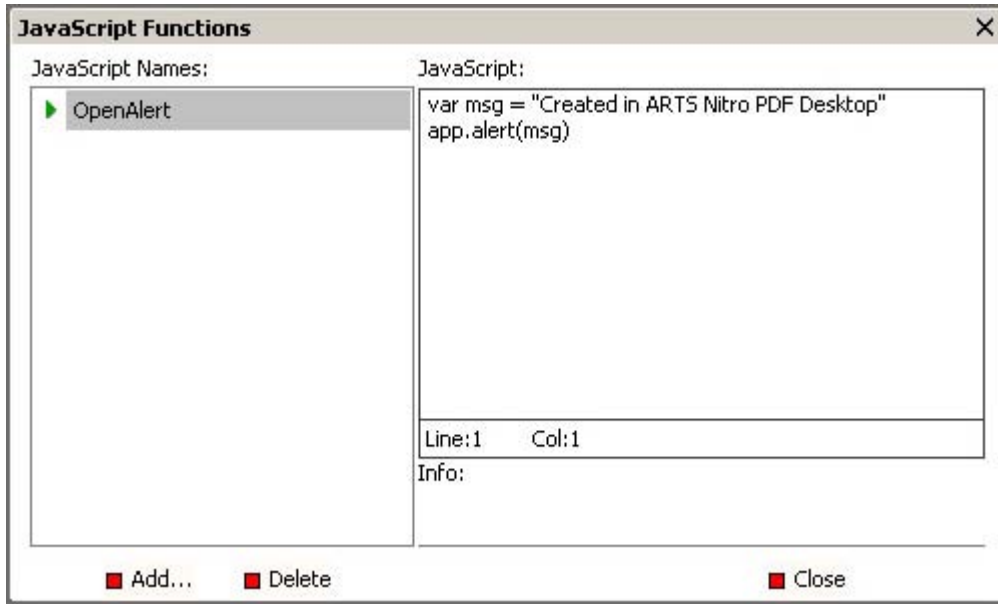 JavaScript Functions
JavaScript Names:
JavaScript:
OpenAlert
var msg = "Created in ARTS Nitro PDF Desktop"
app.alert(msg)
Line:1 Col:1
Info:
Add... Delete Close